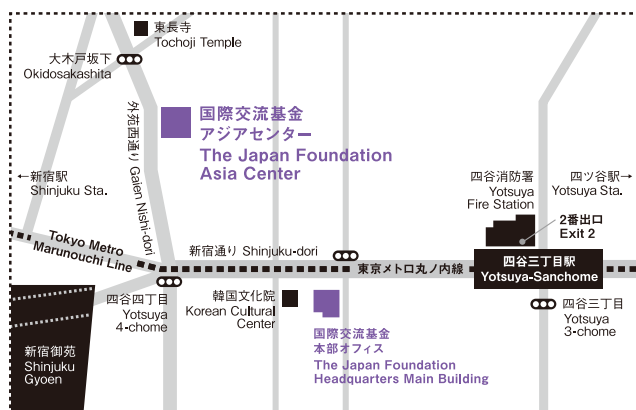 東長寺
Tochoji Temple
大木戸坂下
Okidosakashita
外苑西通り Gaien Nishi-dori
国際交流基金
アジアセンター
The Japan Foundation
Asia Center
←新宿駅
Shinjuku Sta.
四谷消防署
Yotsuya
Fire Station
四ツ谷駅→
Yotsuya Sta.
2番出口
Exit 2
Tokyo Metro
Marunouchi Line
新宿通り Shinjuku-dori
東京メトロ丸ノ内線
四谷三丁目駅
Yotsuya-Sanchome
四谷四丁目
Yotsuya
4-chome
韓国文化院
Korean Cultural
Center
国際交流基金
本部オフィス
The Japan Foundation
Headquarters Main Building
四谷三丁目
Yotsuya
3-chome
新宿御苑
Shinjuku
Gyoen